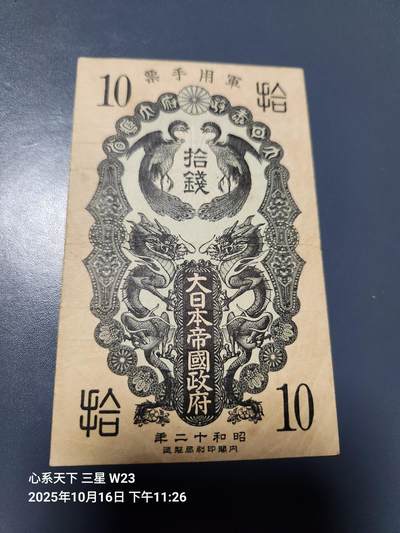 軍用手票
10
拾
拾錢
大日本帝國政府
拾
10
昭和十二年
內閣印刷局製造
心系天下 三星 W23
2025年10月16日 下午11:26